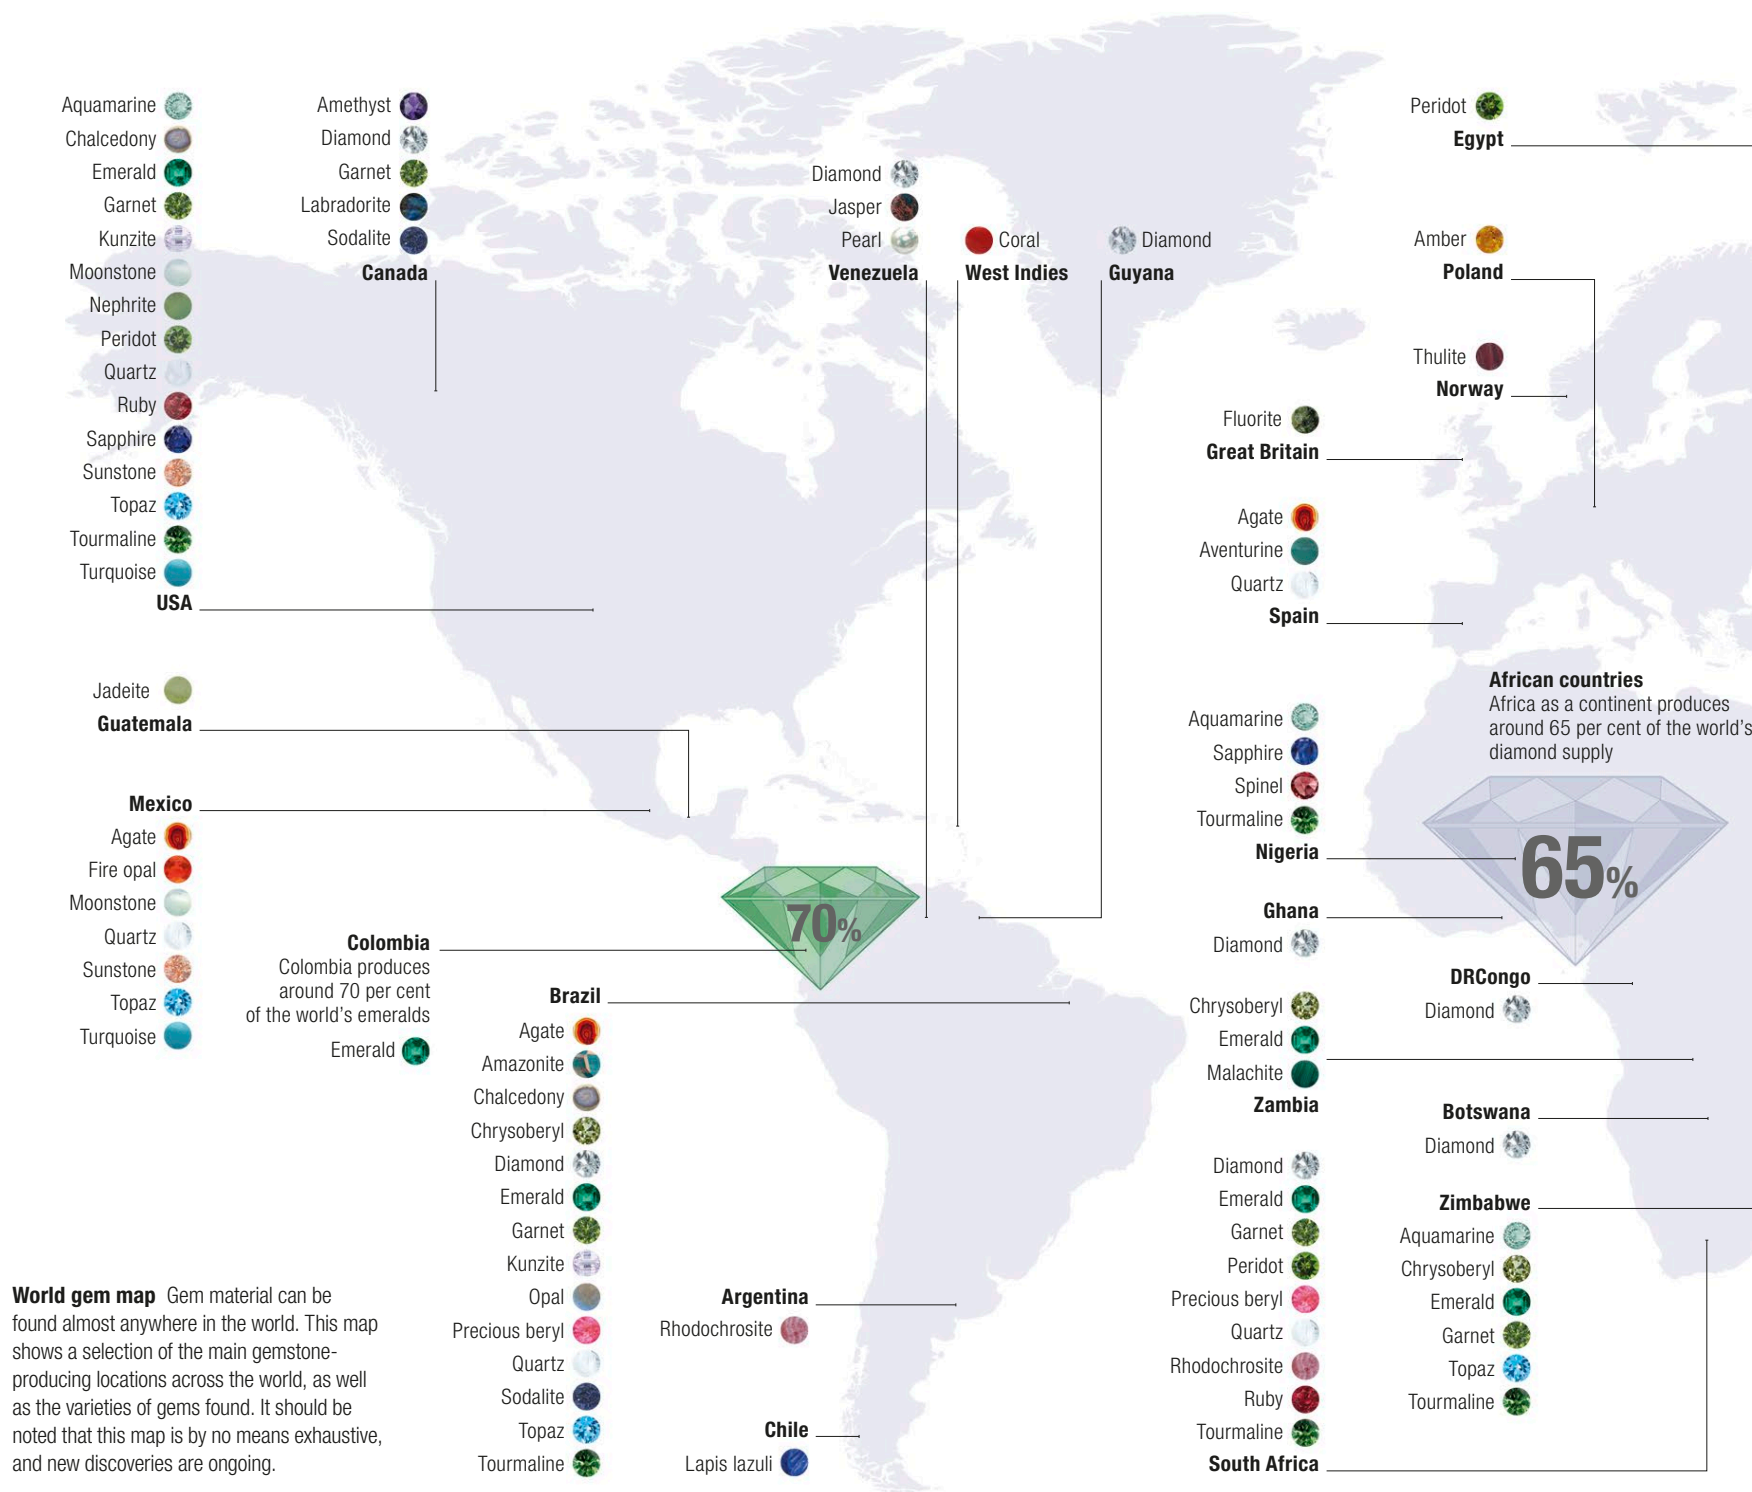 Aquamarine
Chalcedony
Emerald
Garnet
Kunzite
Moonstone
Nephrite
Peridot
Quartz
Ruby
Sapphire
Sunstone
Topaz
Tourmaline
Turquoise
USA
Amethyst
Diamond
Garnet
Labradorite
Sodalite
Canada
Diamond
Jasper
Pearl
Venezuela
Coral
West Indies
Diamond
Guyana
Peridot
Egypt
Amber
Poland
Thulite
Norway
Fluorite
Great Britain
Agate
Aventurine
Quartz
Spain
Jadeite
Guatemala
Mexico
Agate
Fire opal
Moonstone
Quartz
Sunstone
Topaz
Turquoise
Colombia
Colombia produces
around 70 per cent
of the world's emeralds
Emerald
70%
Brazil
Agate
Amazonite
Chalcedony
Chrysoberyl
Diamond
Emerald
Garnet
Kunzite
Opal
Precious beryl
Quartz
Sodalite
Topaz
Tourmaline
Argentina
Rhodochrosite
Chile
Lapis lazuli
African countries
Africa as a continent produces
around 65 per cent of the world's
diamond supply
65%
Aquamarine
Sapphire
Spinel
Tourmaline
Nigeria
Ghana
Diamond
DRCongo
Diamond
Chrysoberyl
Emerald
Malachite
Zambia
Botswana
Diamond
Diamond
Emerald
Garnet
Peridot
Precious beryl
Quartz
Rhodochrosite
Ruby
Tourmaline
South Africa
Zimbabwe
Aquamarine
Chrysoberyl
Emerald
Garnet
Topaz
Tourmaline
World gem map Gem material can be
found almost anywhere in the world. This map
shows a selection of the main gemstone-
producing locations across the world, as well
as the varieties of gems found. It should be
noted that this map is by no means exhaustive,
and new discoveries are ongoing.